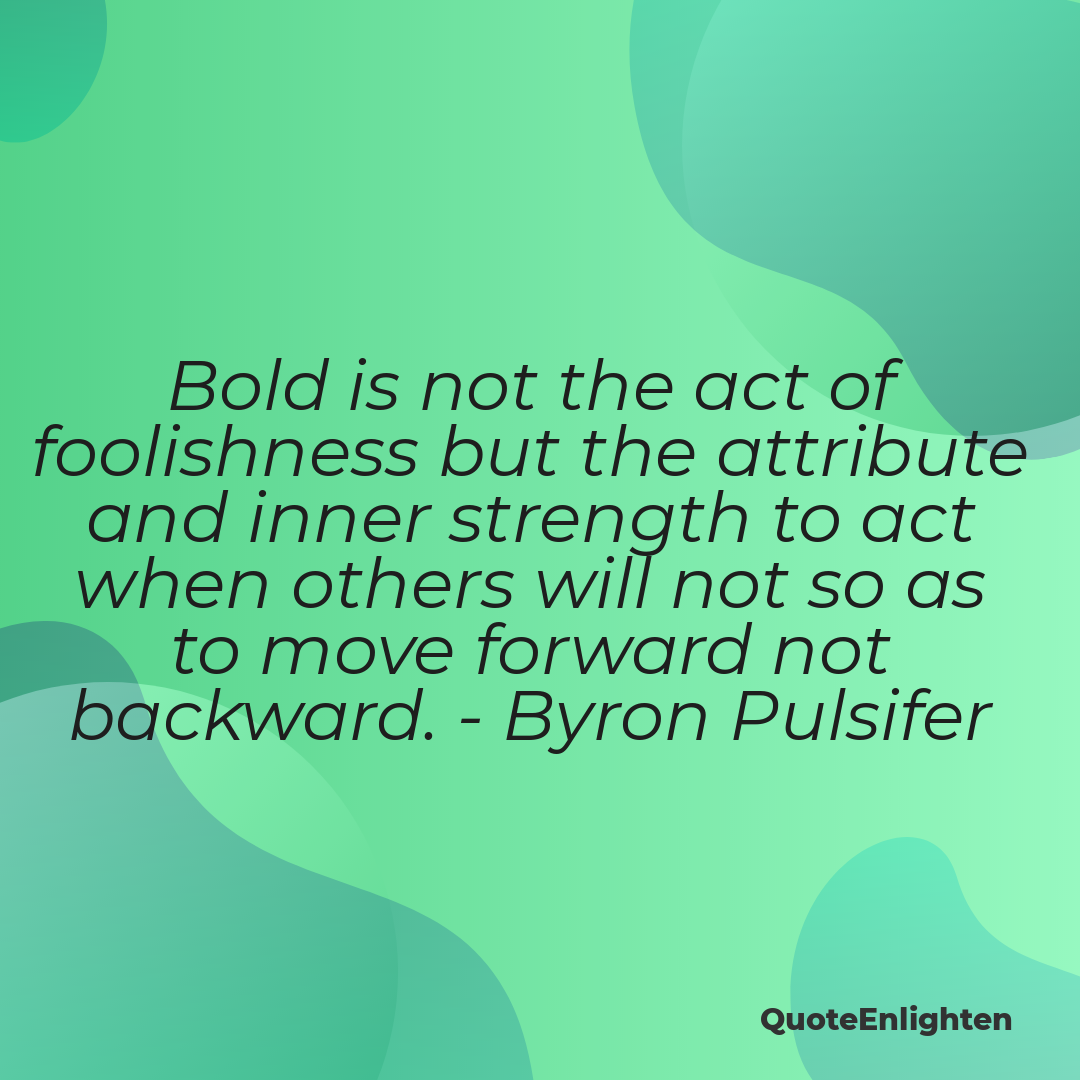 Bold is not the act of
foolishness but the attribute
and inner strength to act
when others will not so as
to move forward not
backward. - Byron Pulsifer
QuoteEnlighten